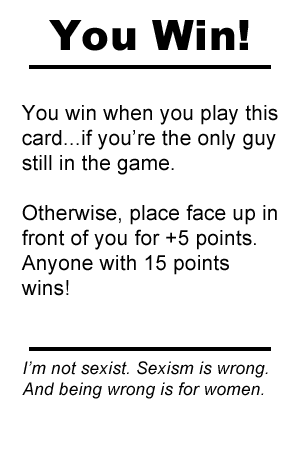 You Win!
You win when you play this
card...if you're the only guy
still in the game.
Otherwise, place face up in
front of you for +5 points.
Anyone with 15 points
wins!
I'm not sexist. Sexism is wrong.
And being wrong is for women.